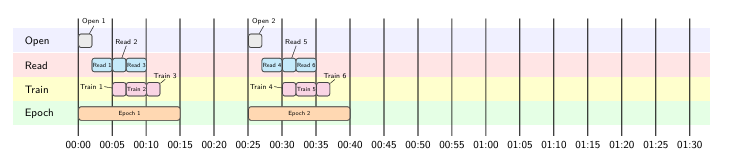 Open 1
Open 2
Open
Read 2
Read 5
Read
Read 1
Read 3
Read 4
Read 6
Train 3
Train 6
Train
Train 1
Train 2
Train 4
Train 5
Epoch
Epoch 1
Epoch 2
00:00 00:05 00:10 00:15 00:20 00:25 00:30 00:35 00:40 00:45 00:50 00:55 01:00 01:05 01:10 01:15 01:20 01:25 01:30